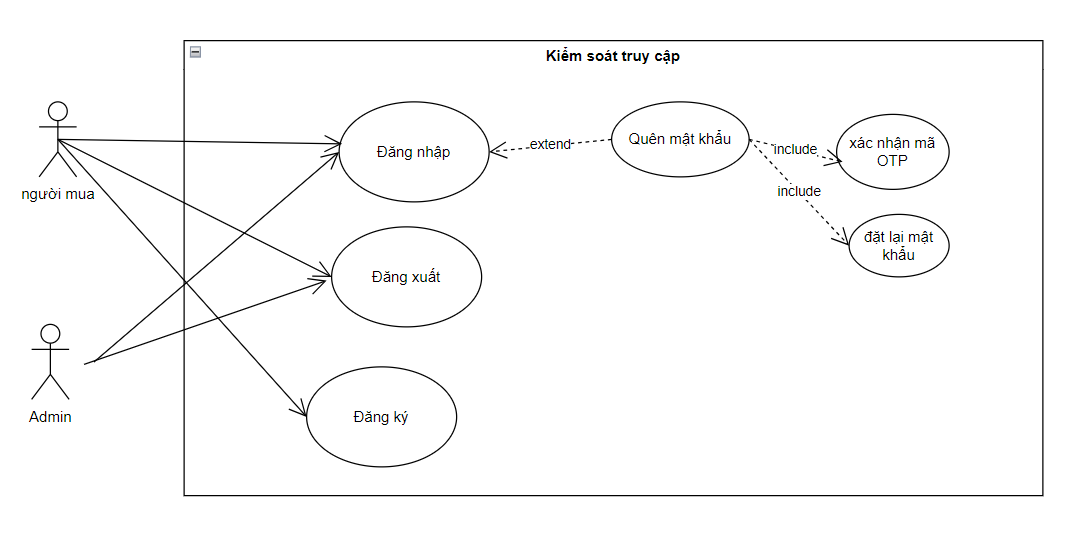 Kiểm soát truy cập
người mua
Admin
Đăng nhập
extend
Quên mật khẩu
include
xác nhận mã
OTP
include
đặt lại mật
khẩu
Đăng xuất
Đăng ký